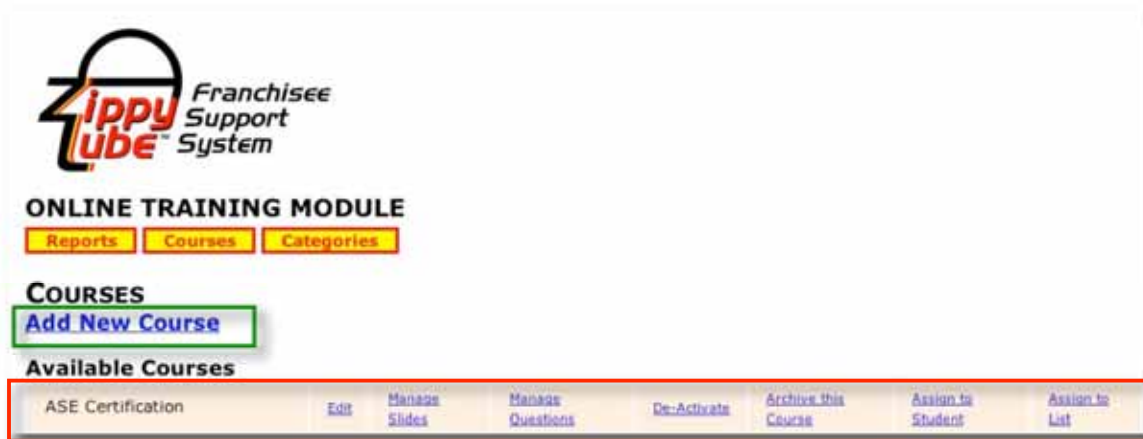 Zippy Franchisee
Lube™ Support
System
ONLINE TRAINING MODULE
Reports Courses Categories
COURSES
Add New Course
Available Courses
ASE Certification Edit Manage Slides Manage Questions De-Activate Archive this Course Assign to Student Assign to List